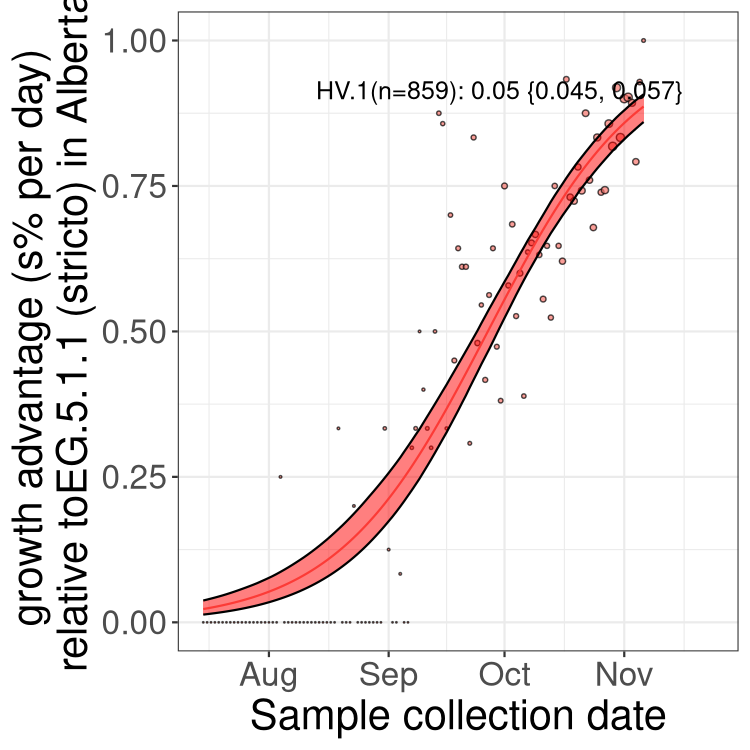 growth advantage (s% per day)
relative toEG.5.1.1 (stricto) in Alberta
1.00
0.75
0.50
0.25
0.00
HV.1(n=859): 0.05 {0.045, 0.057}
Aug Sep Oct Nov
Sample collection date